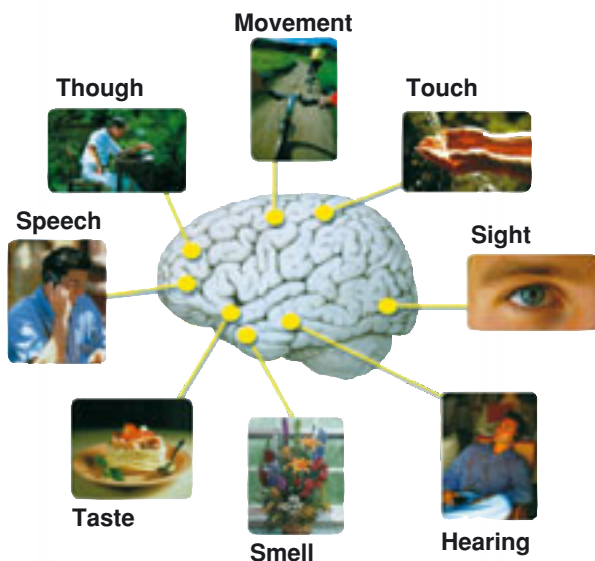 Movement
Though
Touch
Speech
Sight
Taste
Smell
Hearing